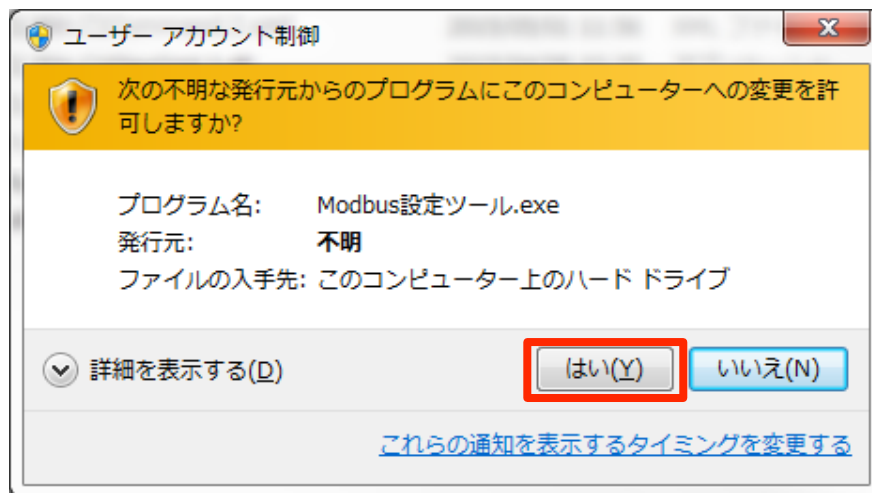 ユーザー アカウント制御
次の不明な発行元からのプログラムにこのコンピューターへの変更を許
可しますか?
プログラム名: Modbus設定ツール.exe
発行元: 不明
ファイルの入手先: このコンピューター上のハード ドライブ
詳細を表示する(D) はい(Y) いいえ(N)
これらの通知を表示するタイミングを変更する